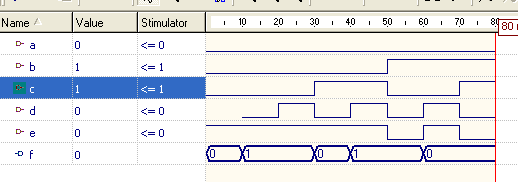 Name Value Stimulator 10 20 30 40 50 60 70 80
80 n
a 0 <= 0
b 1 <= 1
c 1 <= 1
d 0 <= 0
e 0 <= 0
f 0 0 1 0 1 0